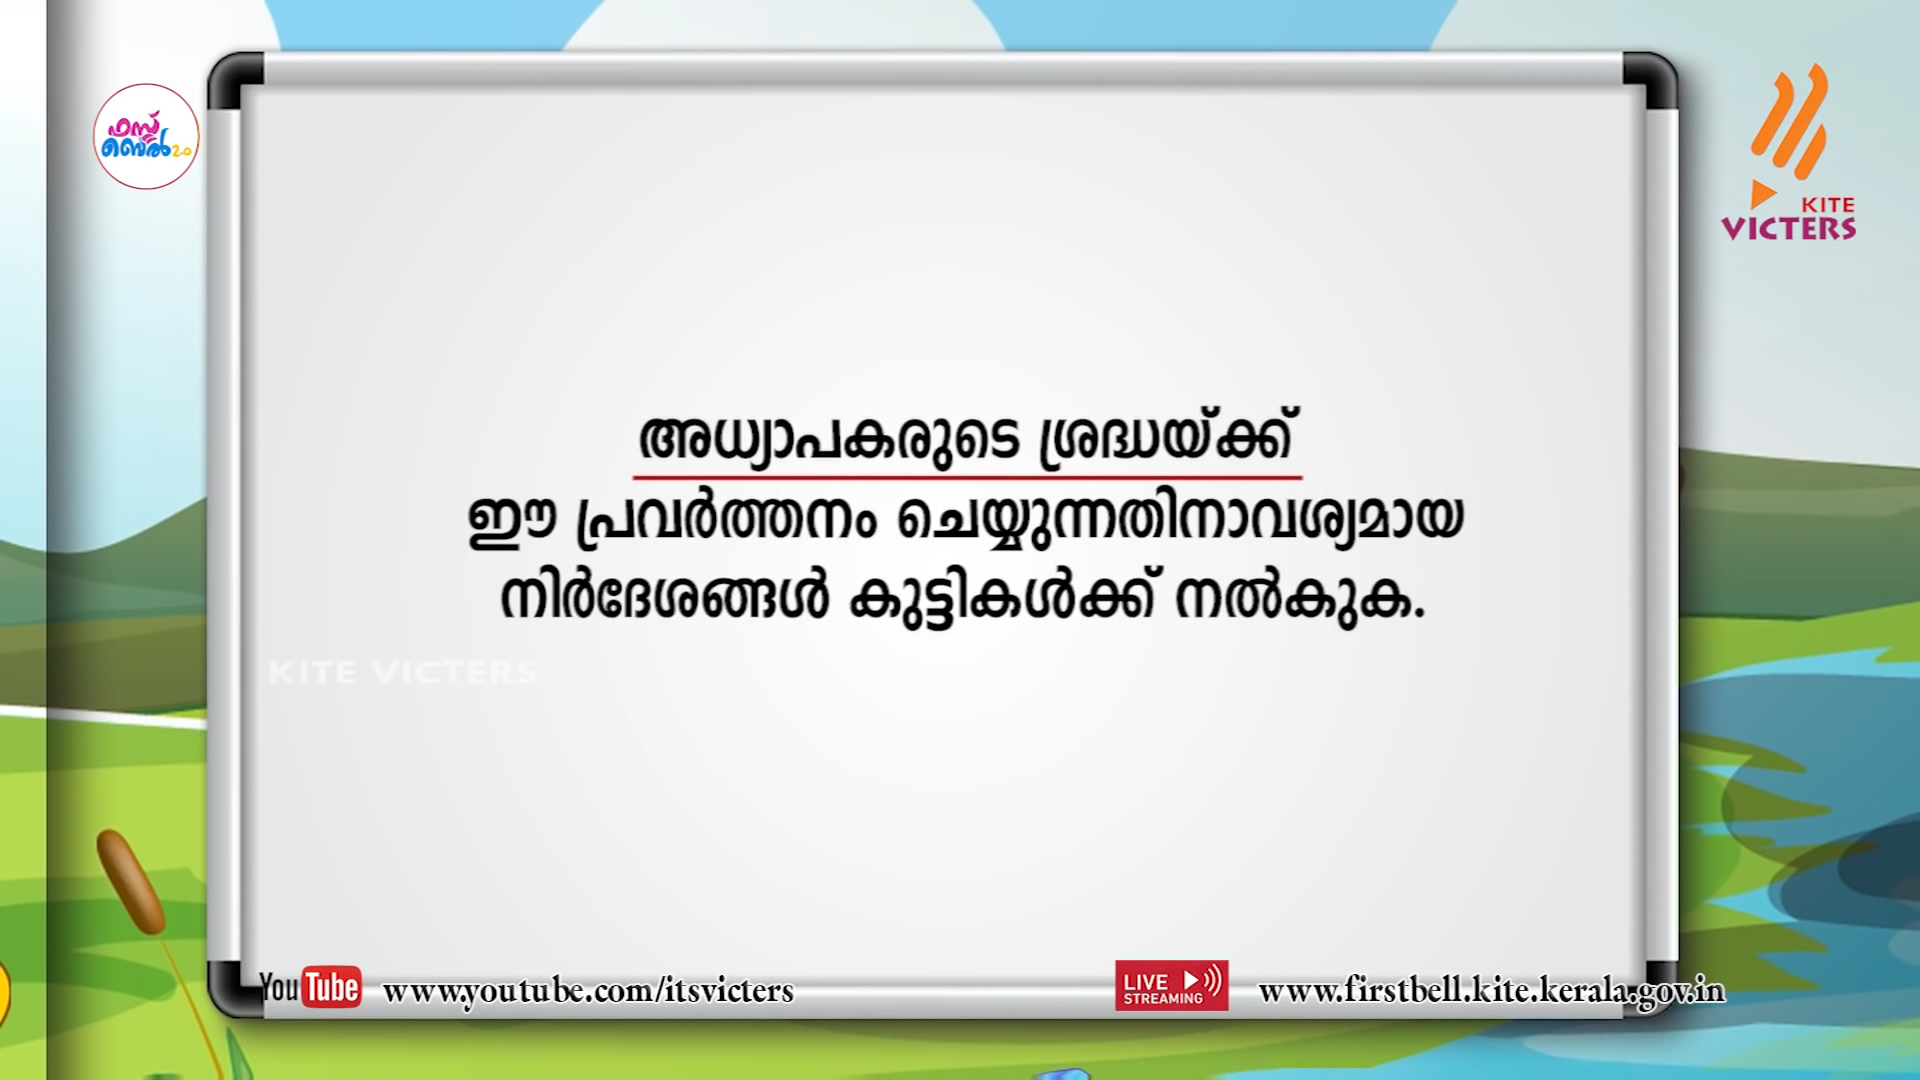 ഫസ്റ്റ്
ബെൽ 2.0
KITE
VICTERS
അധ്യാപകരുടെ ശ്രദ്ധയ്ക്ക്
ഈ പ്രവർത്തനം ചെയ്യുന്നതിനാവശ്യമായ
നിർദേശങ്ങൾ കുട്ടികൾക്ക് നൽകുക.
KITE VICTERS
YouTube www.youtube.com/itsvicters
LIVE STREAMING www.firstbell.kite.kerala.gov.in